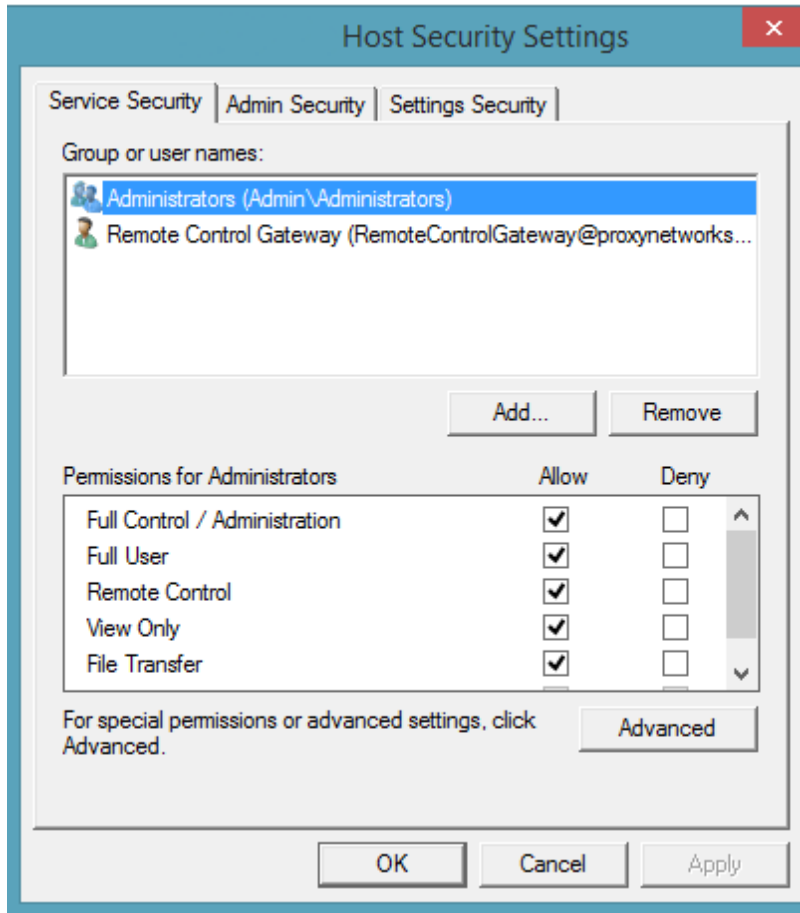 Host Security Settings
Service Security
Admin Security
Settings Security
Group or user names:
Administrators (Admin\Administrators)
Remote Control Gateway (RemoteControlGateway@proxynetworks...
Add...
Remove
Permissions for Administrators
Allow
Deny
Full Control / Administration
Full User
Remote Control
View Only
File Transfer
For special permissions or advanced settings, click
Advanced.
Advanced
OK
Cancel
Apply